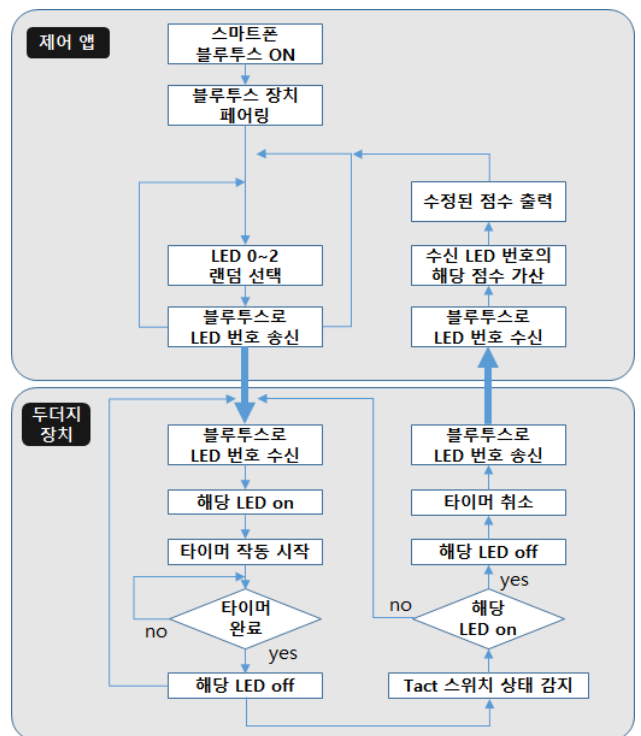 제어 앱
스마트폰
블루투스 ON
블루투스 장치
페어링
LED 0~2
랜덤 선택
블루투스로
LED 번호 송신
수정된 점수 출력
수신 LED 번호의
해당 점수 가산
블루투스로
LED 번호 수신
두더지
장치
블루투스로
LED 번호 수신
해당 LED on
타이머 작동 시작
타이머
완료
no
yes
해당 LED off
블루투스로
LED 번호 송신
타이머 취소
해당 LED off
yes
no
해당
LED on
Tact 스위치 상태 감지